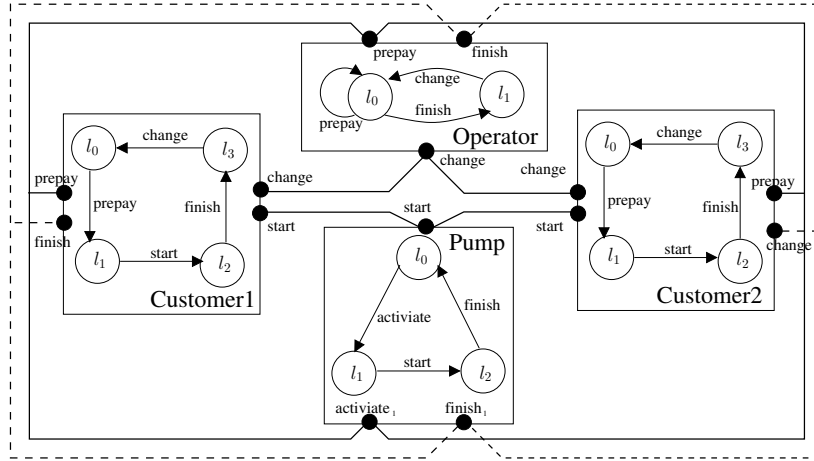 prepay
finish
change
l₀
l₁
finish
prepay
Operator
change
l₀
change
l₃
prepay
finish
l₁
start
l₂
Customer1
prepay
finish
change
start
start
Pump
l₀
activiate
finish
l₁
start
l₂
activiate₁
finish₁
change
start
l₀
change
l₃
prepay
finish
l₁
start
l₂
Customer2
prepay
change